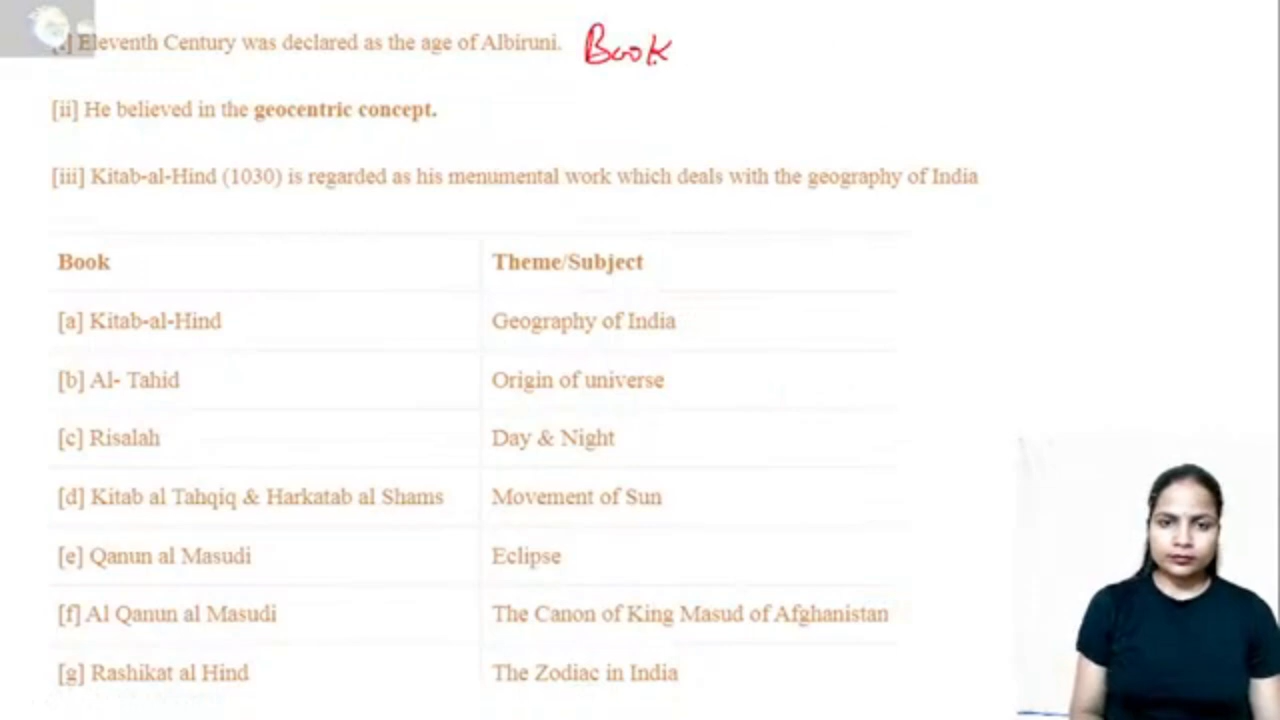 [i] Eleventh Century was declared as the age of Albiruni. Book
[ii] He believed in the geocentric concept.
[iii] Kitab-al-Hind (1030) is regarded as his menumental work which deals with the geography of India
Book Theme/Subject
[a] Kitab-al-Hind Geography of India
[b] Al- Tahid Origin of universe
[c] Risalah Day & Night
[d] Kitab al Tahqiq & Harkatab al Shams Movement of Sun
[e] Qanun al Masudi Eclipse
[f] Al Qanun al Masudi The Canon of King Masud of Afghanistan
[g] Rashikat al Hind The Zodiac in India